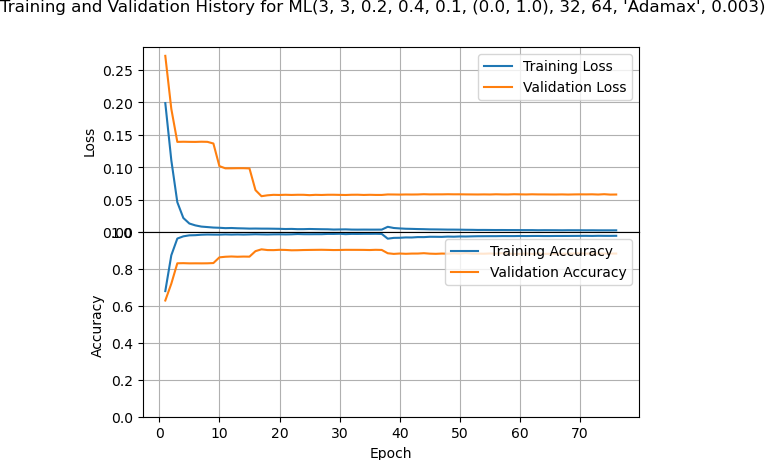 Training and Validation History for ML(3, 3, 0.2, 0.4, 0.1, (0.0, 1.0), 32, 64, 'Adamax', 0.003)
0.25
0.20
0.15
0.10
0.05
0.00
Loss
Training Loss
Validation Loss
1.0
0.8
0.6
0.4
0.2
0.0
Accuracy
Training Accuracy
Validation Accuracy
0 10 20 30 40 50 60 70
Epoch